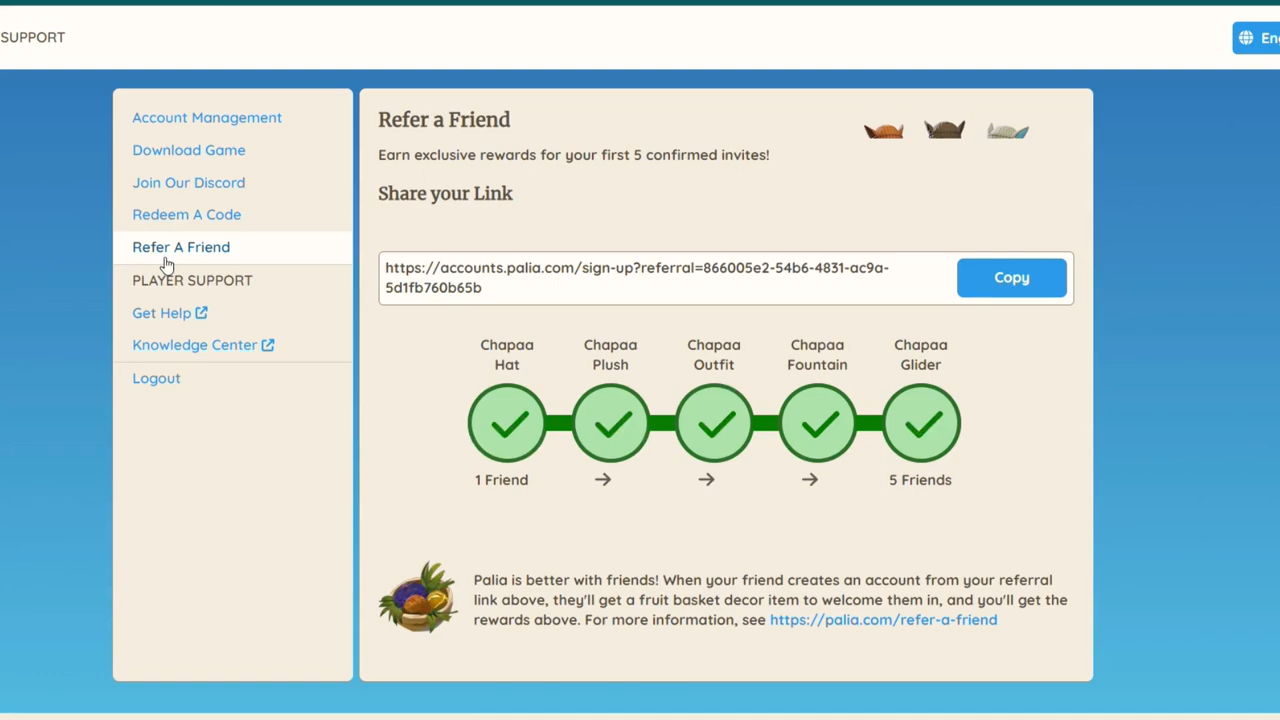 SUPPORT
Account Management
Download Game
Join Our Discord
Redeem A Code
Refer A Friend
PLAYER SUPPORT
Get Help
Knowledge Center
Logout
Refer a Friend
Earn exclusive rewards for your first 5 confirmed invites!
Share your Link
https://accounts.palia.com/sign-up?referral=866005e2-54b6-4831-ac9a-
5d1fb760b65b
Copy
Chapaa Hat
Chapaa Plush
Chapaa Outfit
Chapaa Fountain
Chapaa Glider
1 Friend
→
→
→
5 Friends
Palia is better with friends! When your friend creates an account from your referral
link above, they'll get a fruit basket decor item to welcome them in, and you'll get the
rewards above. For more information, see https://palia.com/refer-a-friend